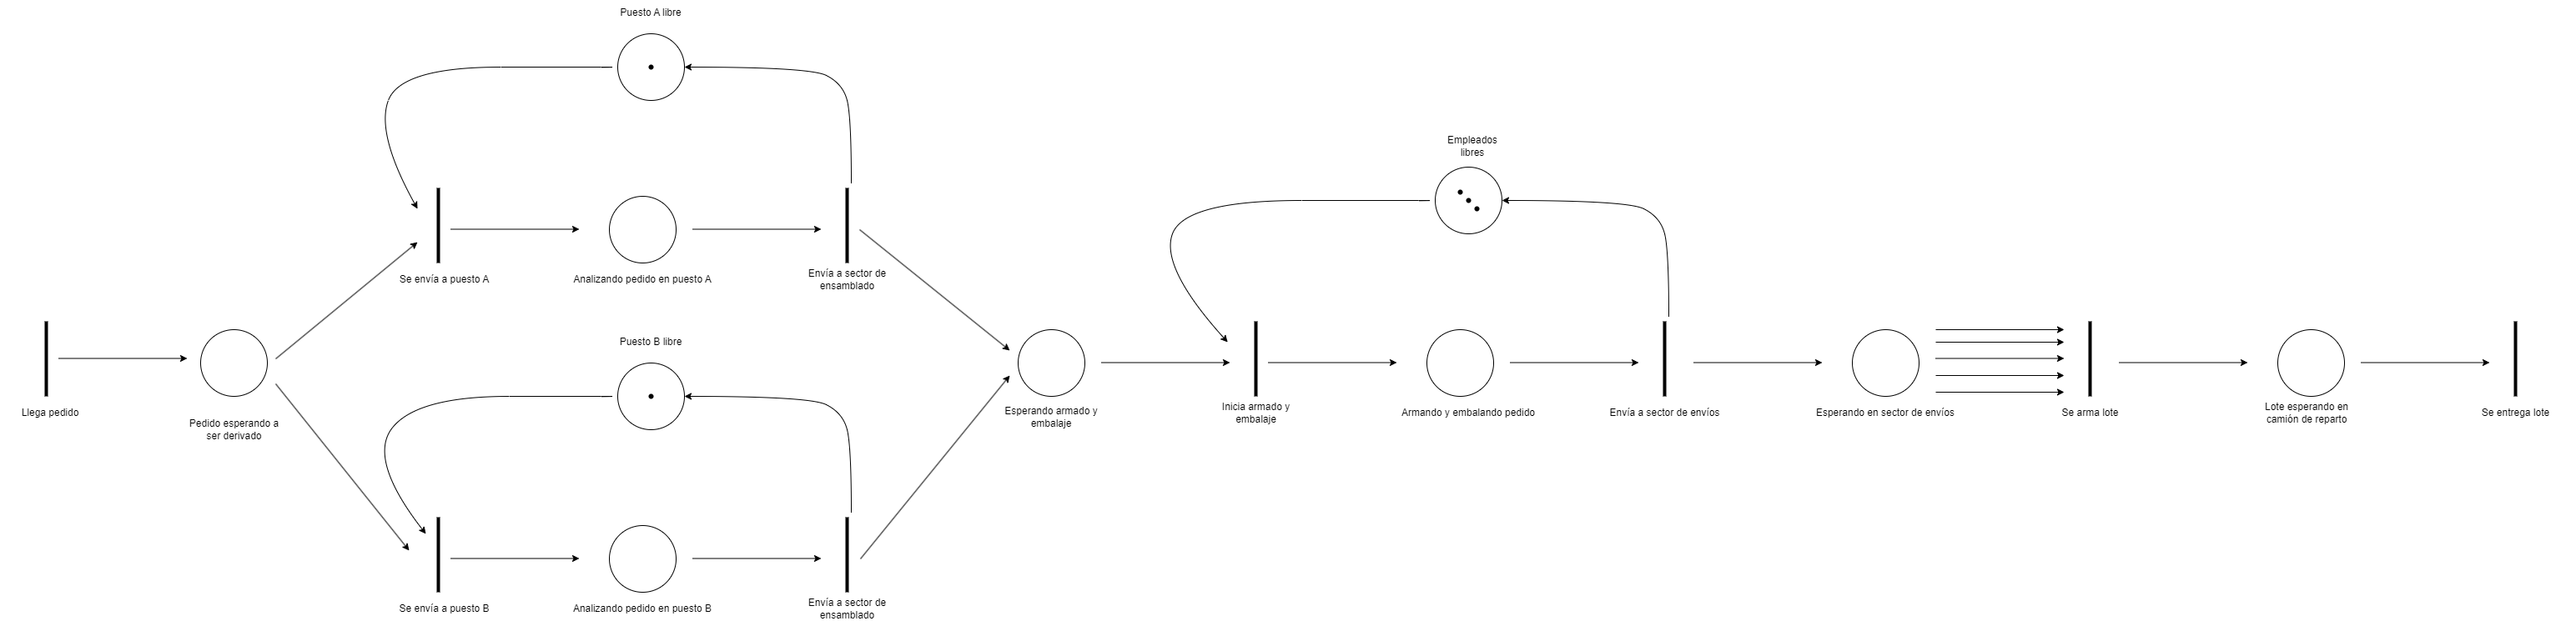 Puesto A libre
Empleados
libres
Se envía a puesto A
Analizando pedido en puesto A
Envía a sector de
ensamblado
Puesto B libre
Llega pedido
Pedido esperando a
ser derivado
Esperando armado y
embalaje
Inicia armado y
embalaje
Armando y embalando pedido
Envía a sector de envíos
Esperando en sector de envíos
Se arma lote
Lote esperando en
camión de reparto
Se entrega lote
Se envía a puesto B
Analizando pedido en puesto B
Envía a sector de
ensamblado